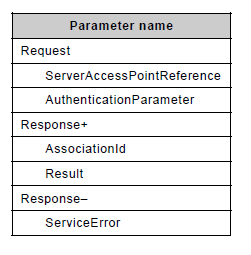 Parameter name
Request
ServerAccessPointReference
AuthenticationParameter
Response+
AssociationId
Result
Response–
ServiceError